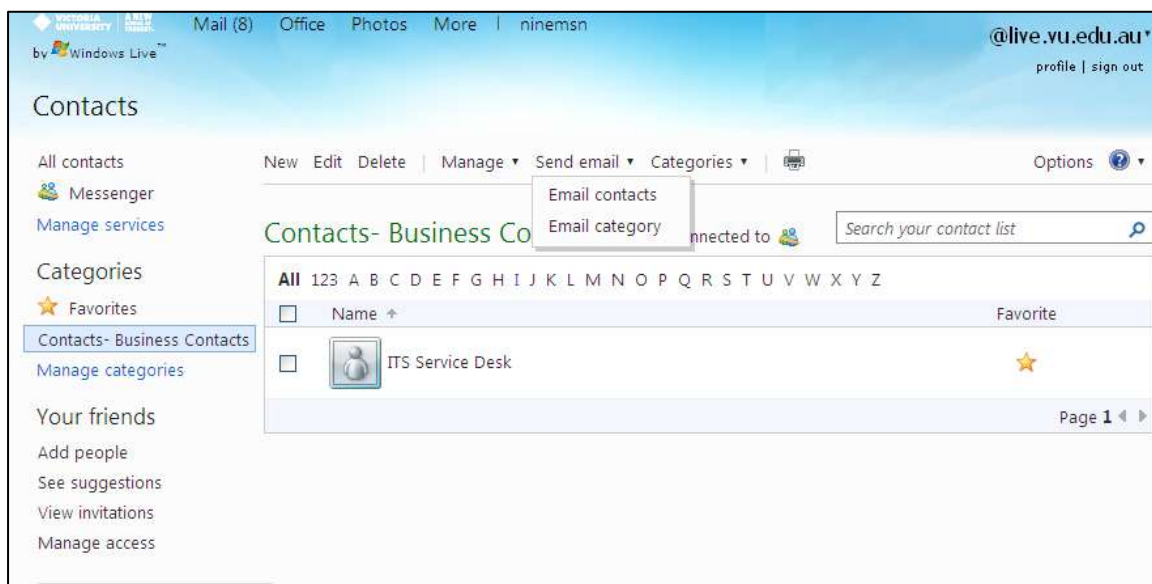 VICTORIA UNIVERSITY
Mail (8) Office Photos More | ninemsn
by Windows Live™
@live.vu.edu.au
profile | sign out
Contacts
All contacts
Messenger
Manage services
Categories
Favorites
Contacts- Business Contacts
Manage categories
Your friends
Add people
See suggestions
View invitations
Manage access
New Edit Delete | Manage Send email Categories |
Options
Email contacts
Email category
Contacts- Business Co nnected to
Search your contact list
All 123 A B C D E F G H I J K L M N O P Q R S T U V W X Y Z
Name Favorite
ITS Service Desk
Page 1